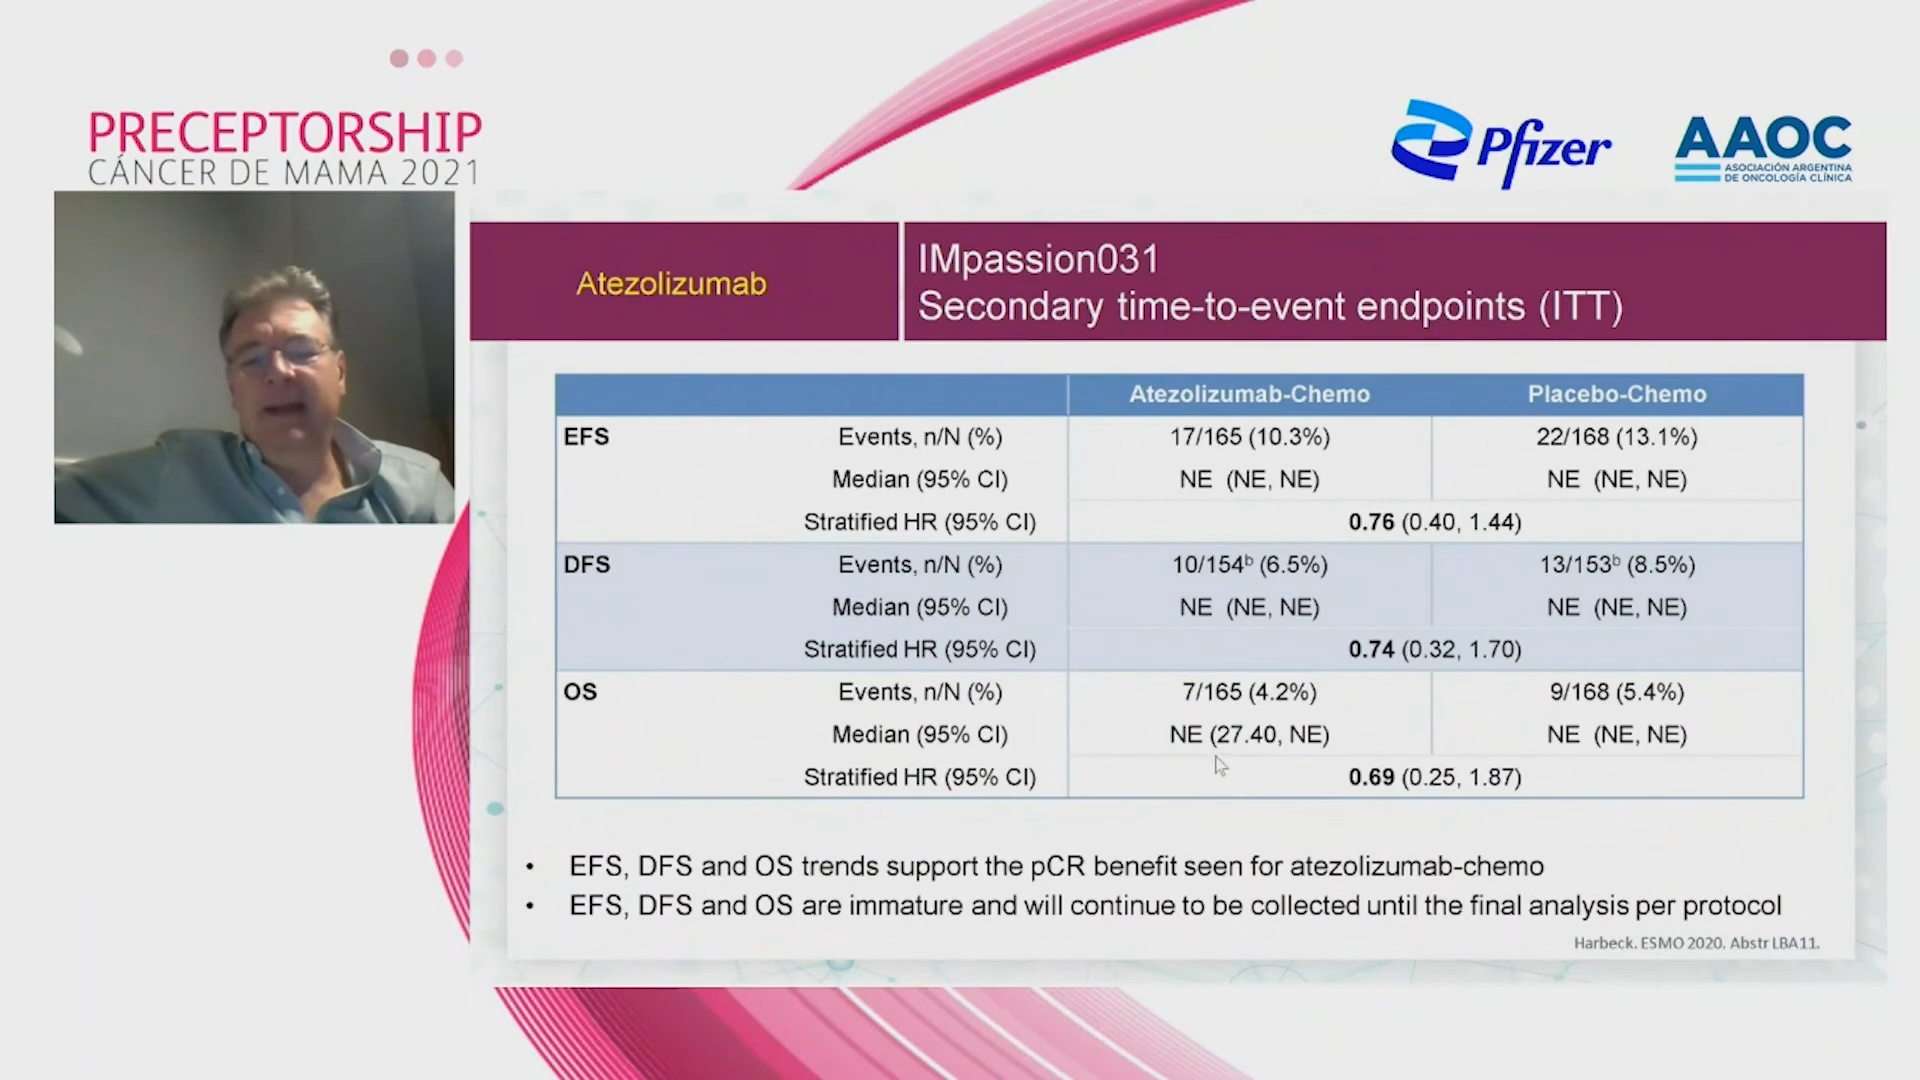 PRECEPTORSHIP
CÁNCER DE MAMA 2021
Pfizer
AAOC
ASOCIACIÓN ARGENTINA
DE ONCOLOGÍA CLÍNICA
Atezolizumab
IMpassion031
Secondary time-to-event endpoints (ITT)
Atezolizumab-Chemo Placebo-Chemo
EFS Events, n/N (%) 17/165 (10.3%) 22/168 (13.1%)
Median (95% CI) NE (NE, NE) NE (NE, NE)
Stratified HR (95% CI) 0.76 (0.40, 1.44)
DFS Events, n/N (%) 10/154ᵇ (6.5%) 13/153ᵇ (8.5%)
Median (95% CI) NE (NE, NE) NE (NE, NE)
Stratified HR (95% CI) 0.74 (0.32, 1.70)
OS Events, n/N (%) 7/165 (4.2%) 9/168 (5.4%)
Median (95% CI) NE (27.40, NE) NE (NE, NE)
Stratified HR (95% CI) 0.69 (0.25, 1.87)
• EFS, DFS and OS trends support the pCR benefit seen for atezolizumab-chemo
• EFS, DFS and OS are immature and will continue to be collected until the final analysis per protocol
Harbeck. ESMO 2020. Abstr LBA11.